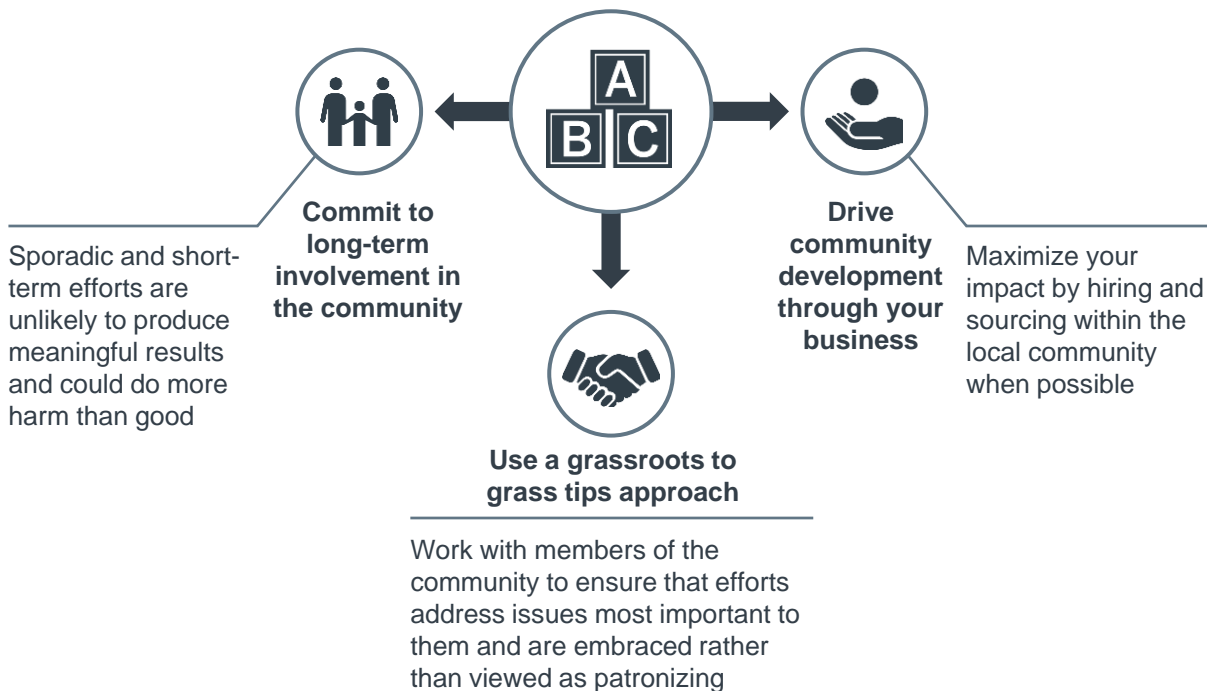 A
B C
Commit to
long-term
involvement in
the community
Sporadic and short-
term efforts are
unlikely to produce
meaningful results
and could do more
harm than good
Use a grassroots to
grass tips approach
Work with members of the
community to ensure that efforts
address issues most important to
them and are embraced rather
than viewed as patronizing
Drive
community
development
through your
business
Maximize your
impact by hiring and
sourcing within the
local community
when possible